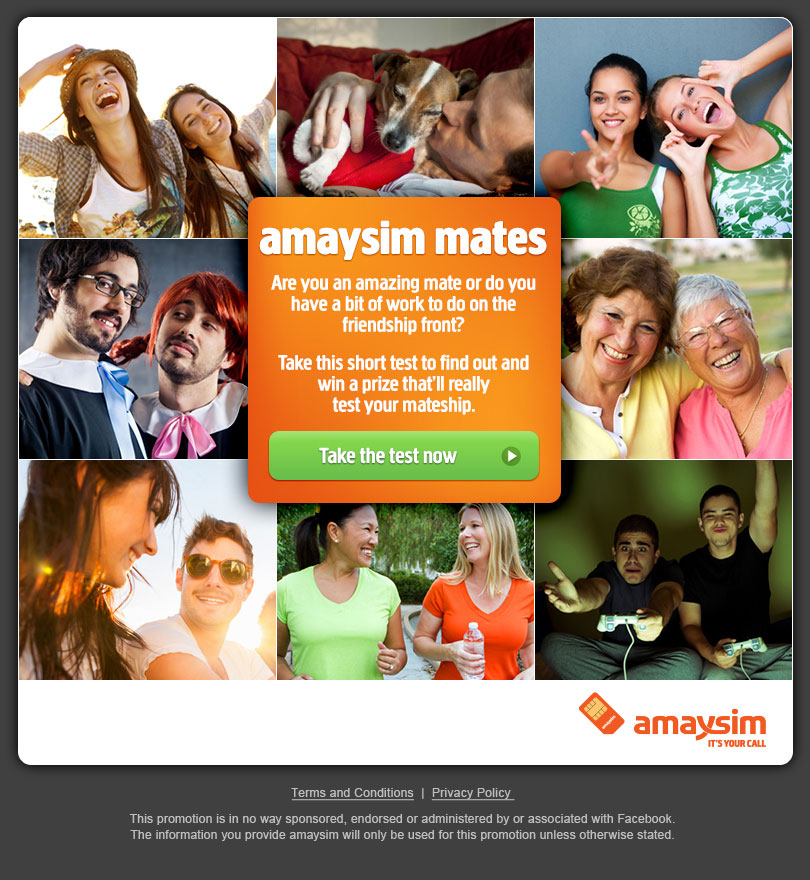 amaysim mates
Are you an amazing mate or do you
have a bit of work to do on the
friendship front?
Take this short test to find out and
win a prize that'll really
test your mateship.
Take the test now
amaysim
IT'S YOUR CALL
Terms and Conditions | Privacy Policy
This promotion is in no way sponsored, endorsed or administered by or associated with Facebook.
The information you provide amaysim will only be used for this promotion unless otherwise stated.